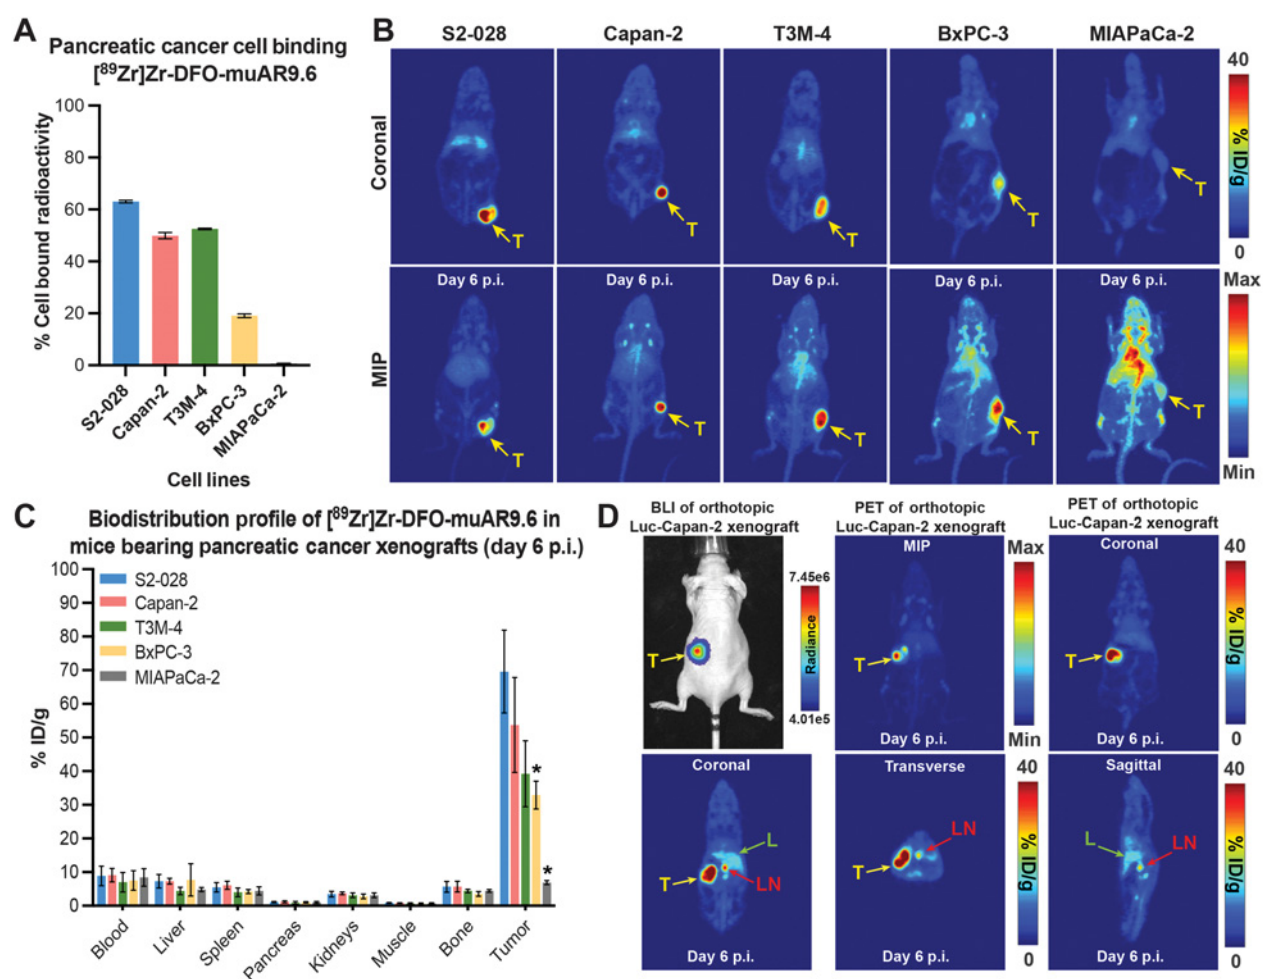 A
Pancreatic cancer cell binding
[⁸⁹Zr]Zr-DFO-muAR9.6
% Cell bound radioactivity
100
80
60
40
20
0
S2-028
Capan-2
T3M-4
BxPC-3
MIAPaCa-2
Cell lines
B
S2-028
Capan-2
T3M-4
BxPC-3
MIAPaCa-2
Coronal
T
T
T
T
T
40
% ID/g
0
Day 6 p.i.
Day 6 p.i.
Day 6 p.i.
Day 6 p.i.
Day 6 p.i.
MIP
T
T
T
T
T
Max
Min
C
Biodistribution profile of [⁸⁹Zr]Zr-DFO-muAR9.6 in
mice bearing pancreatic cancer xenografts (day 6 p.i.)
% ID/g
100
90
80
70
60
50
40
30
20
10
0
S2-028
Capan-2
T3M-4
BxPC-3
MIAPaCa-2
*
*
Blood
Liver
Spleen
Pancreas
Kidneys
Muscle
Bone
Tumor
D
BLI of orthotopic
Luc-Capan-2 xenograft
T
7.45e6
Radiance
4.01e5
PET of orthotopic
Luc-Capan-2 xenograft
MIP
T
Day 6 p.i.
Max
Min
PET of orthotopic
Luc-Capan-2 xenograft
Coronal
T
Day 6 p.i.
40
% ID/g
0
Coronal
L
T
LN
Day 6 p.i.
Transverse
LN
T
Day 6 p.i.
40
% ID/g
0
Sagittal
L
LN
Day 6 p.i.
40
% ID/g
0